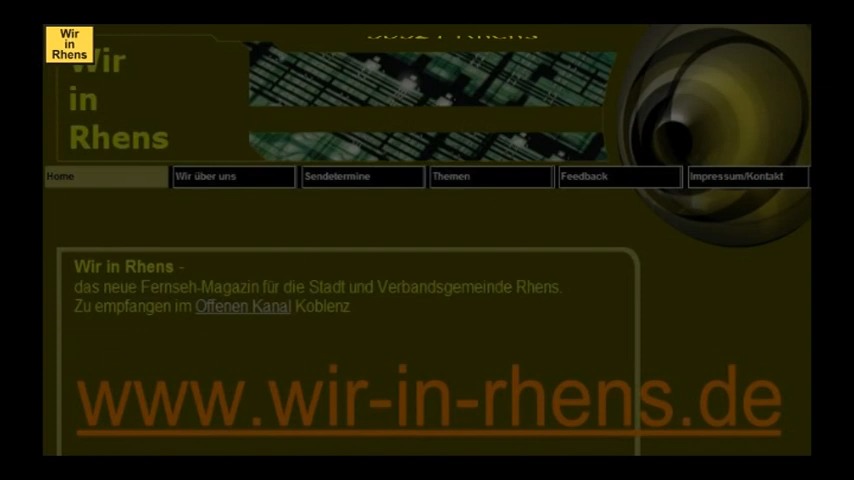 Wir
in
Rhens
Wir
in
Rhens
Home
Wir über uns
Sendetermine
Themen
Feedback
Impressum/Kontakt
Wir in Rhens -
das neue Fernseh-Magazin für die Stadt und Verbandsgemeinde Rhens.
Zu empfangen im Offenen Kanal Koblenz
www.wir-in-rhens.de